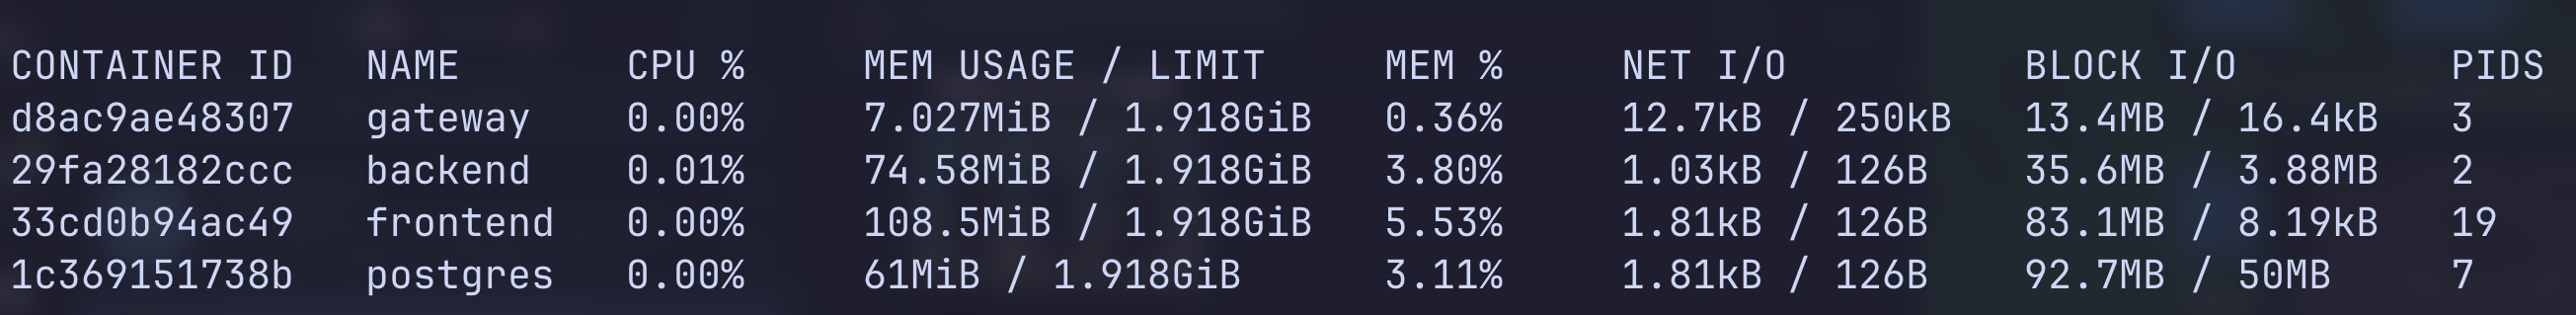 CONTAINER ID   NAME       CPU %     MEM USAGE / LIMIT     MEM %     NET I/O          BLOCK I/O         PIDS
d8ac9ae48307   gateway    0.00%     7.027MiB / 1.918GiB   0.36%     12.7kB / 250kB   13.4MB / 16.4kB   3
29fa28182ccc   backend    0.01%     74.58MiB / 1.918GiB   3.80%     1.03kB / 126B    35.6MB / 3.88MB   2
33cd0b94ac49   frontend   0.00%     108.5MiB / 1.918GiB   5.53%     1.81kB / 126B    83.1MB / 8.19kB   19
1c369151738b   postgres   0.00%     61MiB / 1.918GiB      3.11%     1.81kB / 126B    92.7MB / 50MB     7